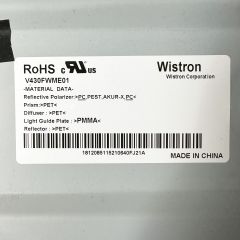 RoHS c UR us Wistron
V430FWME01 Wistron Corporation
-MATERIAL DATA-
Reflective Polarizer:>PC,PEST,AKUR-X,PC<
Prism:>PET<
Diffuser : >PET<
Light Guide Plate : >PMMA<
Reflector : >PET<
MADE IN CHINA